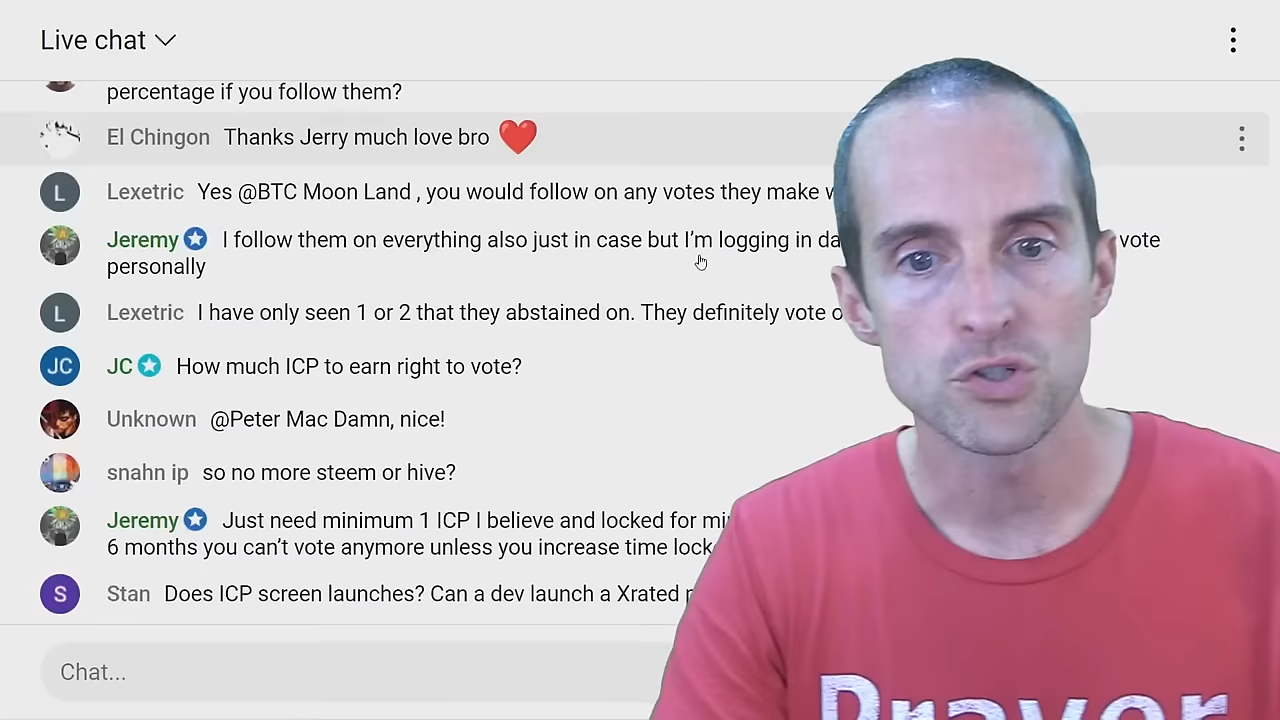 Live chat
percentage if you follow them?
El Chingon Thanks Jerry much love bro ❤️
Lexetric Yes @BTC Moon Land , you would follow on any votes they make
Jeremy I follow them on everything also just in case but I’m logging in vote
personally
Lexetric I have only seen 1 or 2 that they abstained on. They definitely vote
JC JC How much ICP to earn right to vote?
Unknown @Peter Mac Damn, nice!
snahn ip so no more steem or hive?
Jeremy Just need minimum 1 ICP I believe and locked for
6 months you can’t vote anymore unless you increase time
L
L
S Stan Does ICP screen launches? Can a dev launch a Xrated
Chat...
Prayer